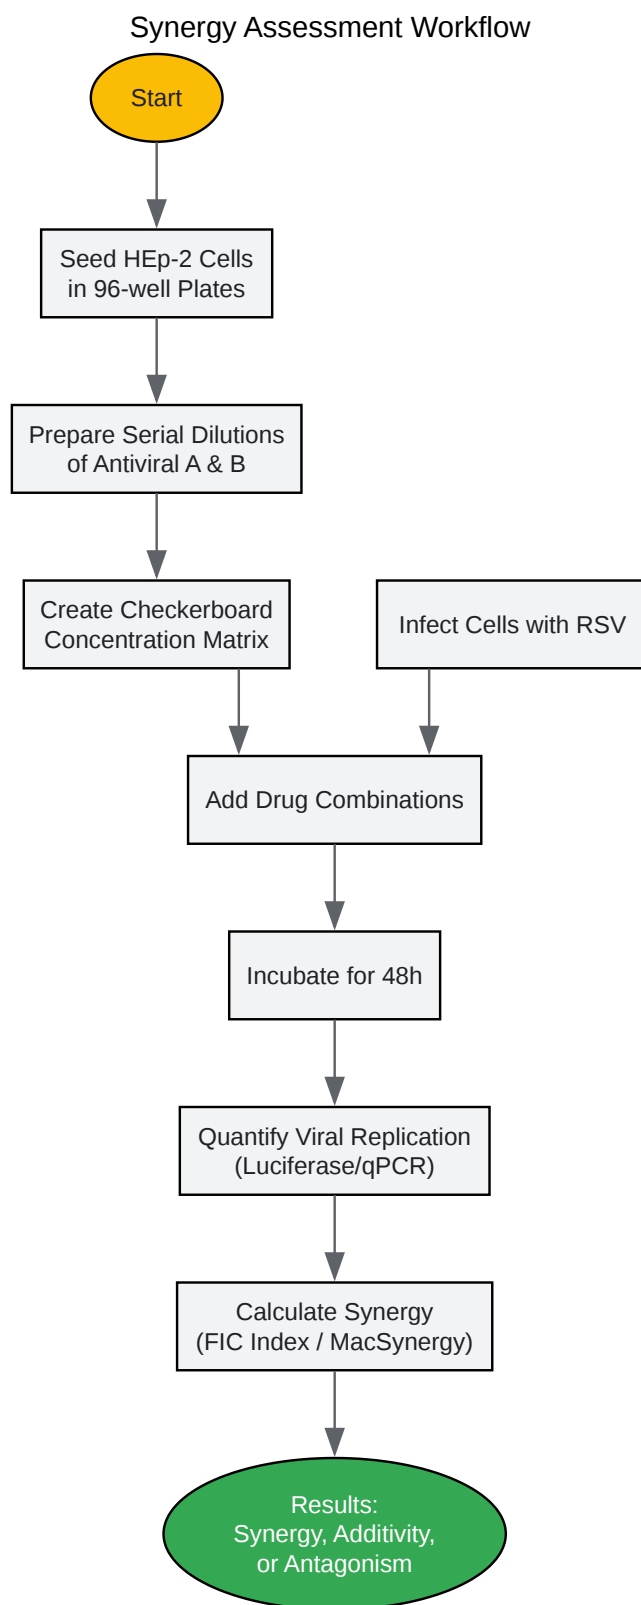 Synergy Assessment Workflow
Start
Seed HEp-2 Cells
in 96-well Plates
Prepare Serial Dilutions
of Antiviral A & B
Create Checkerboard
Concentration Matrix
Infect Cells with RSV
Add Drug Combinations
Incubate for 48h
Quantify Viral Replication
(Luciferase/qPCR)
Calculate Synergy
(FIC Index / MacSynergy)
Results:
Synergy, Additivity,
or Antagonism